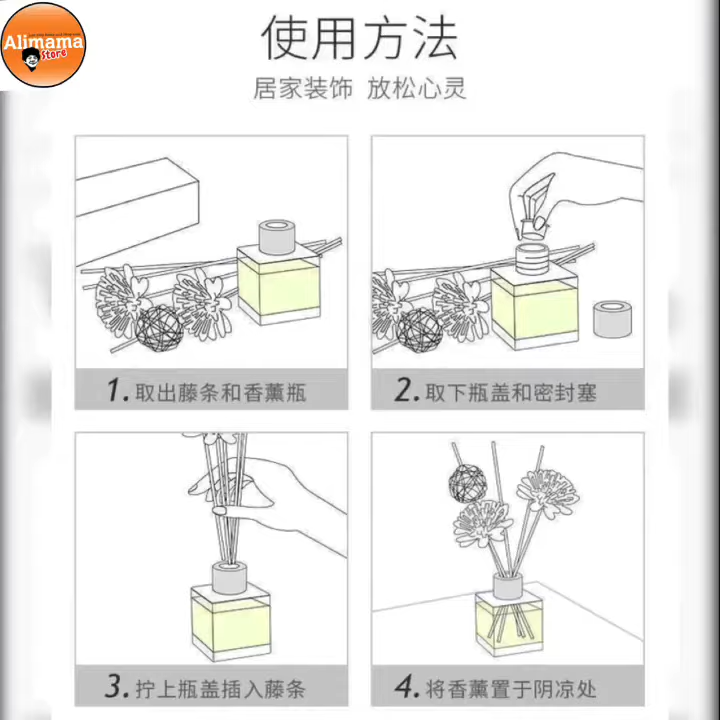 Alimama
Store
使用方法
居家装饰 放松心灵
1.取出藤条和香薰瓶
2.取下瓶盖和密封塞
3.拧上瓶盖插入藤条
4.将香薰置于阴凉处